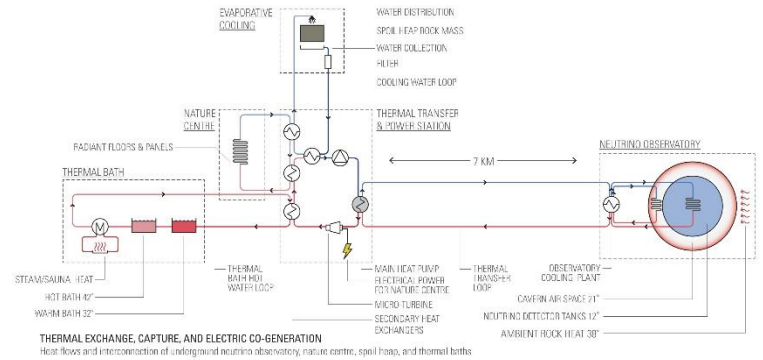 EVAPORATIVE
COOLING
WATER DISTRIBUTION
SPOIL HEAP ROCK MASS
WATER COLLECTION
FILTER
COOLING WATER LOOP
NATURE
CENTRE
THERMAL TRANSFER
& POWER STATION
RADIANT FLOORS & PANELS
7 KM
NEUTRINO OBSERVATORY
THERMAL BATH
M
STEAM/SAUNA HEAT
HOT BATH 42°
WARM BATH 32°
THERMAL
BATH HOT
WATER LOOP
MAIN HEAT PUMP
ELECTRICAL POWER
FOR NATURE CENTRE
MICRO-TURBINE
SECONDARY HEAT
EXCHANGERS
THERMAL
TRANSFER
LOOP
OBSERVATORY
COOLING PLANT
CAVERN AIR SPACE 21°
NEUTRINO DETECTOR TANKS 12°
AMBIENT ROCK HEAT 38°
THERMAL EXCHANGE, CAPTURE, AND ELECTRIC CO-GENERATION
Heat flows and interconnection of underground neutrino observatory, nature centre, spoil heap, and thermal baths